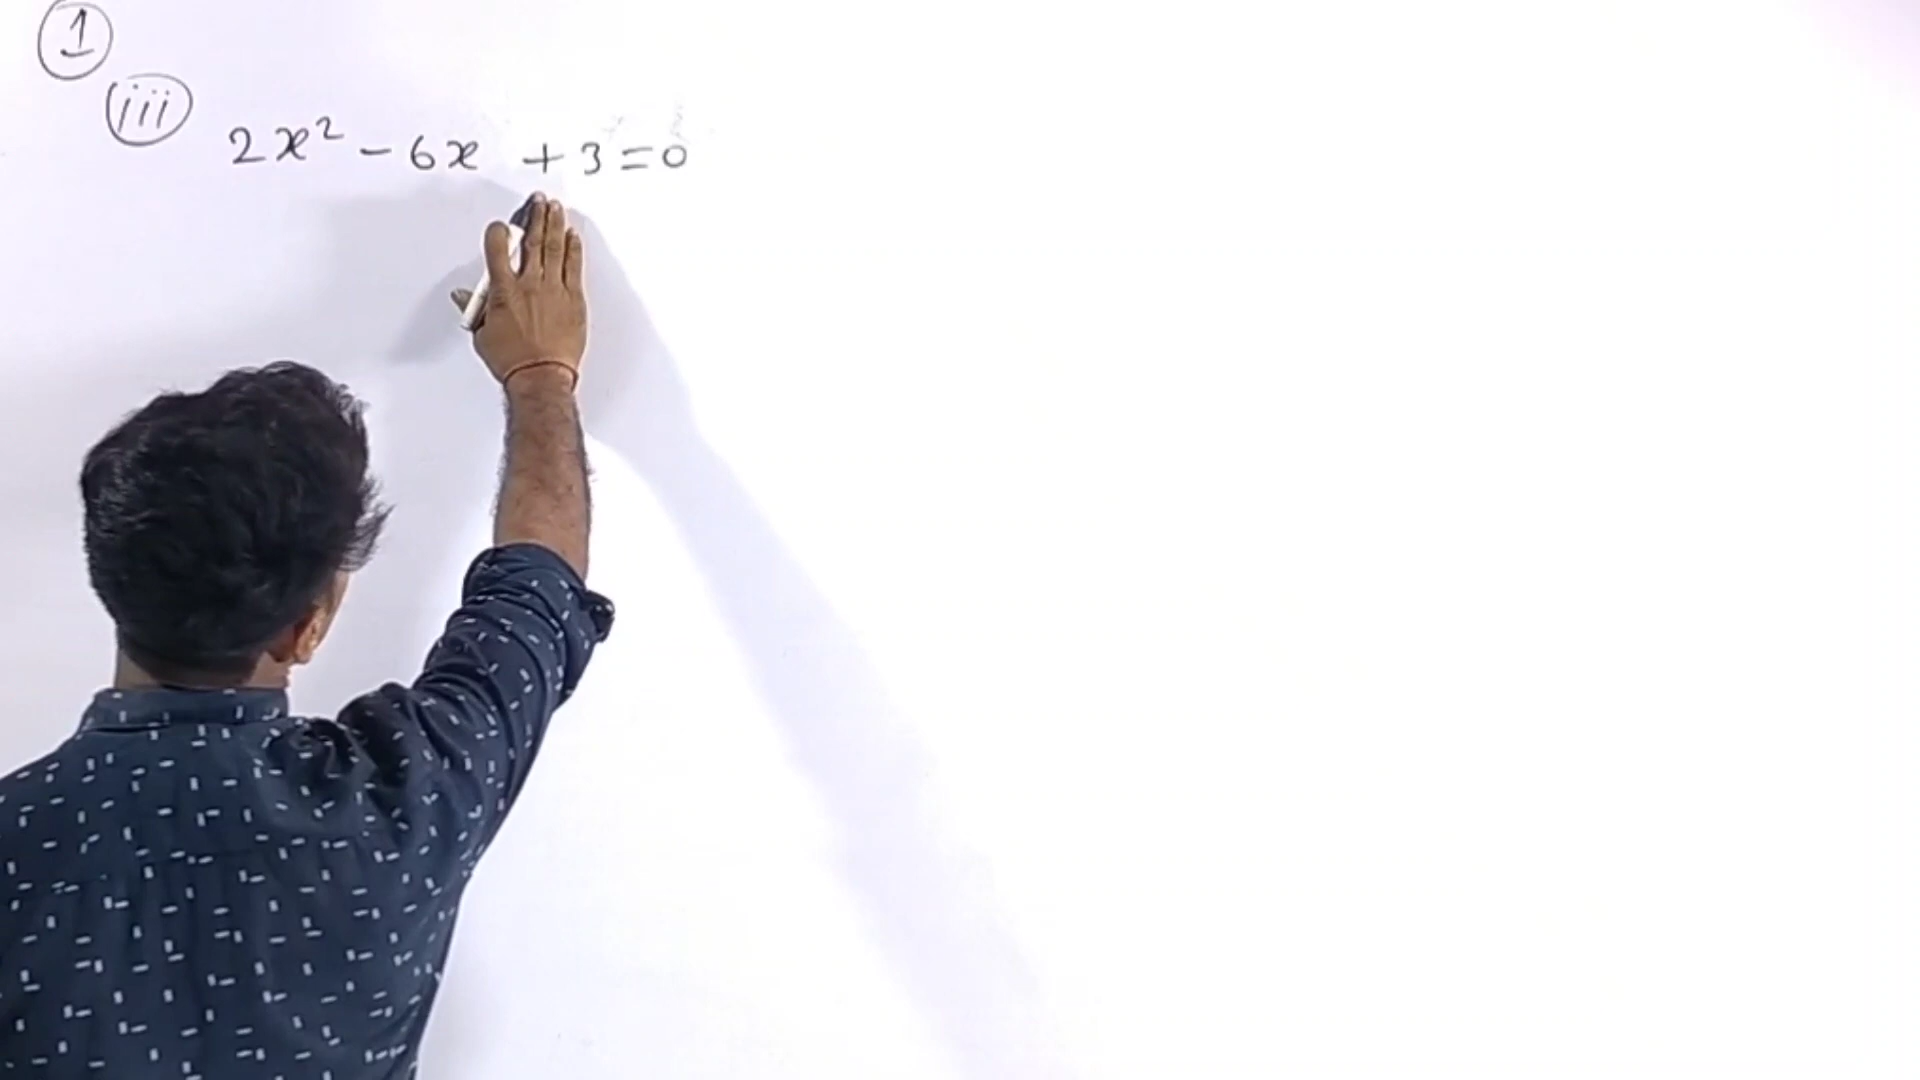 1
iii
2x² - 6x + 3 = 0